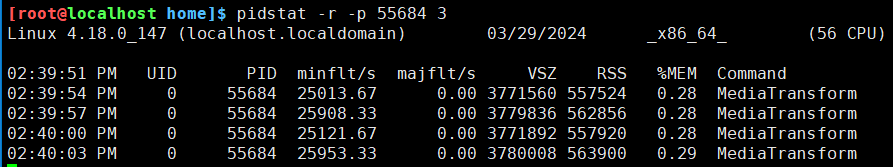 [root@localhost home]$ pidstat -r -p 55684 3
Linux 4.18.0_147 (localhost.localdomain) 03/29/2024 _x86_64_ (56 CPU)
02:39:51 PM UID PID minflt/s majflt/s VSZ RSS %MEM Command
02:39:54 PM 0 55684 25013.67 0.00 3771560 557524 0.28 MediaTransform
02:39:57 PM 0 55684 25908.33 0.00 3779836 562856 0.28 MediaTransform
02:40:00 PM 0 55684 25121.67 0.00 3771892 557920 0.28 MediaTransform
02:40:03 PM 0 55684 25953.33 0.00 3780008 563900 0.29 MediaTransform